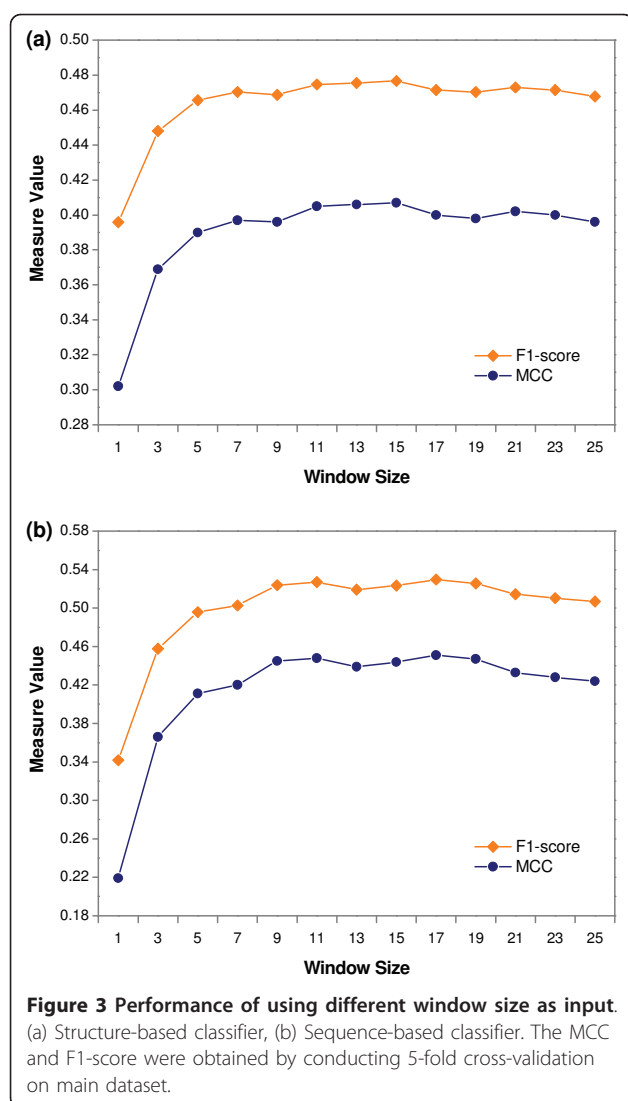 (a)
0.50
0.48
0.46
0.44
0.42
0.40
0.38
0.36
0.34
0.32
0.30
0.28
Measure Value
F1-score
MCC
1 3 5 7 9 11 13 15 17 19 21 23 25
Window Size
(b)
0.58
0.54
0.50
0.46
0.42
0.38
0.34
0.30
0.26
0.22
0.18
Measure Value
F1-score
MCC
1 3 5 7 9 11 13 15 17 19 21 23 25
Window Size
Figure 3 Performance of using different window size as input.
(a) Structure-based classifier, (b) Sequence-based classifier. The MCC
and F1-score were obtained by conducting 5-fold cross-validation
on main dataset.